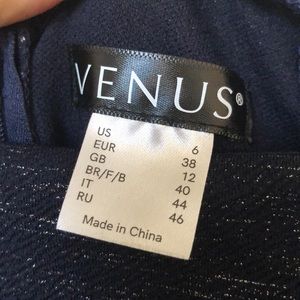 VENUS®
US 6
EUR 38
GB 12
BR/F/B 40
IT 44
RU 46
Made in China